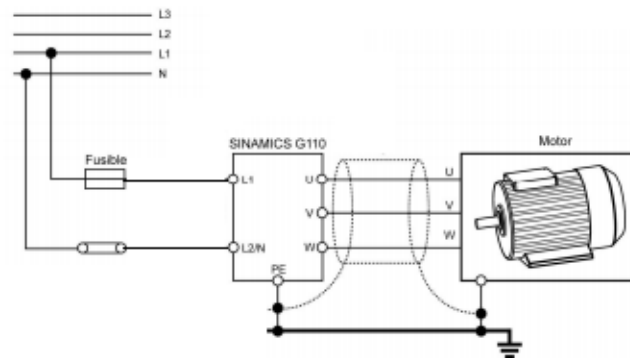 L3
L2
L1
N
SINAMICS G110
Motor
Fusible
L1
U
U
V
V
L2/N
W
W
PE